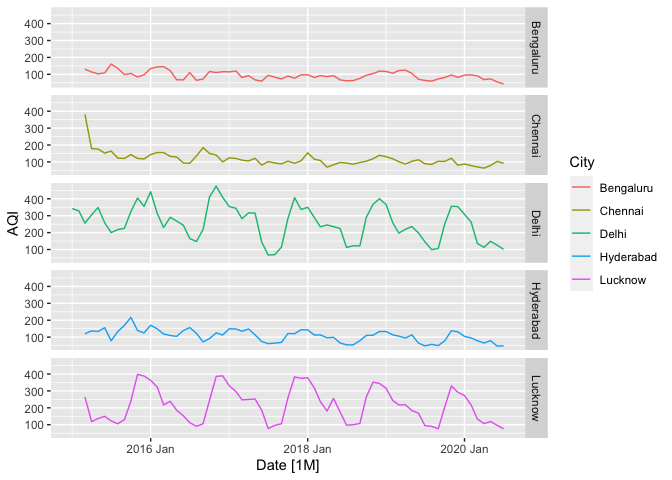 400
300
200
100
Bengaluru
400
300
200
100
Chennai
400
300
200
100
Delhi
400
300
200
100
Hyderabad
400
300
200
100
Lucknow
AQI
2016 Jan
2018 Jan
2020 Jan
Date [1M]
City
Bengaluru
Chennai
Delhi
Hyderabad
Lucknow